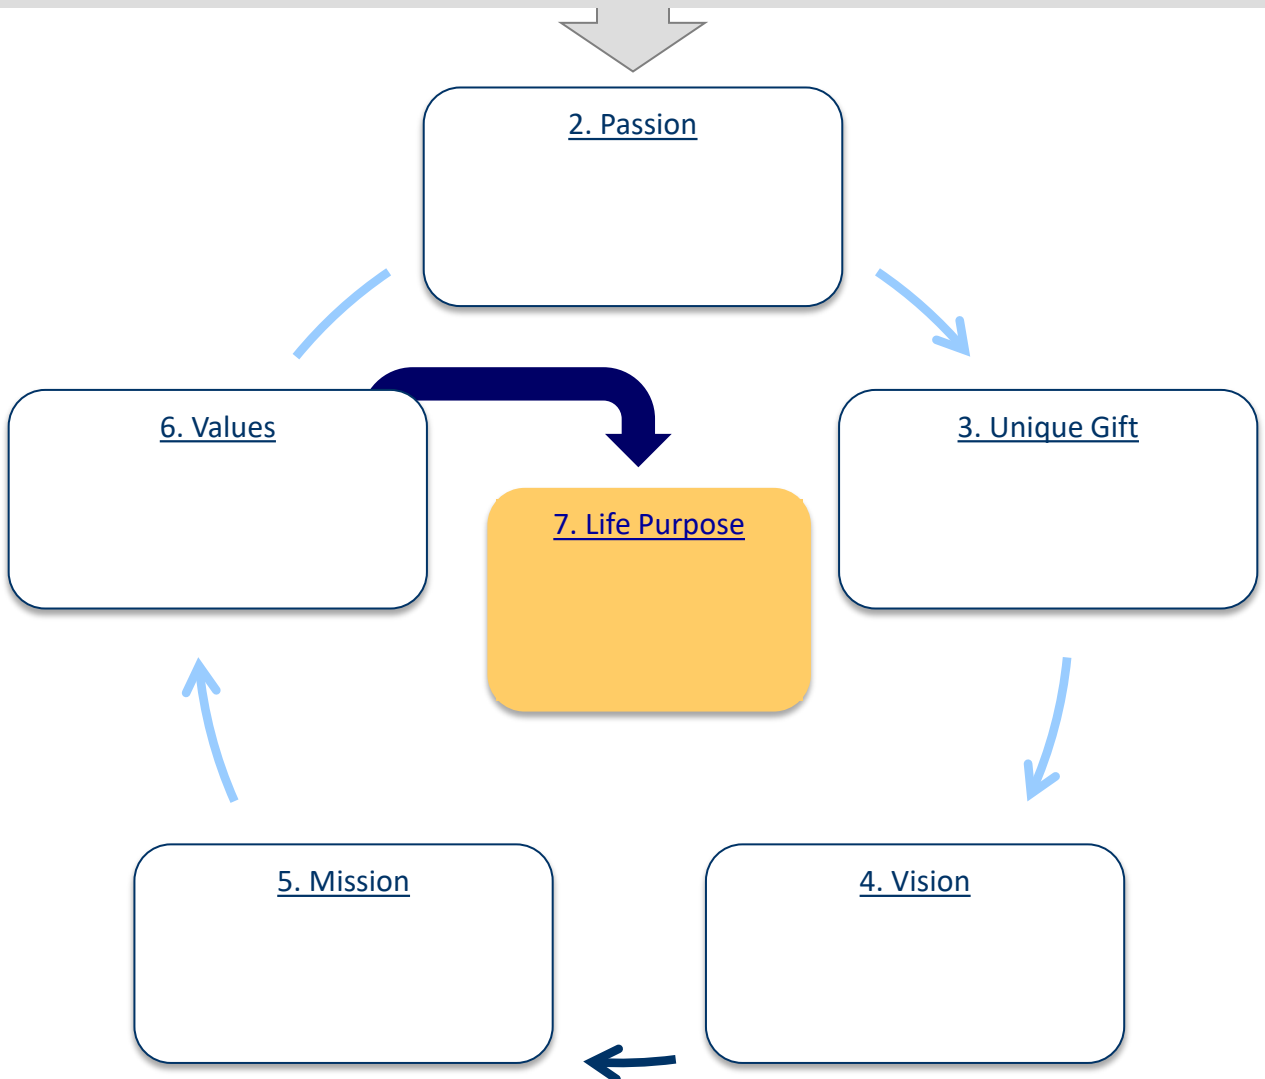 2. Passion
6. Values
3. Unique Gift
7. Life Purpose
5. Mission
4. Vision